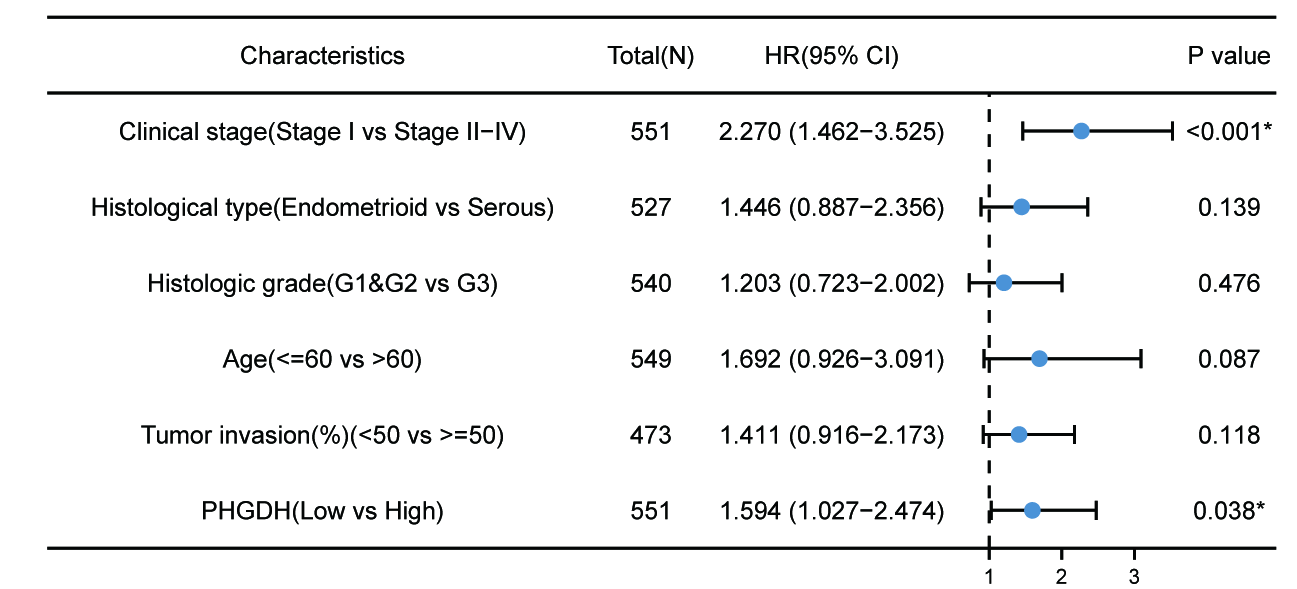 Characteristics Total(N) HR(95% CI) P value
Clinical stage(Stage I vs Stage II−IV) 551 2.270 (1.462−3.525) <0.001*
Histological type(Endometrioid vs Serous) 527 1.446 (0.887−2.356) 0.139
Histologic grade(G1&G2 vs G3) 540 1.203 (0.723−2.002) 0.476
Age(<=60 vs >60) 549 1.692 (0.926−3.091) 0.087
Tumor invasion(%)(<50 vs >=50) 473 1.411 (0.916−2.173) 0.118
PHGDH(Low vs High) 551 1.594 (1.027−2.474) 0.038*
1 2 3